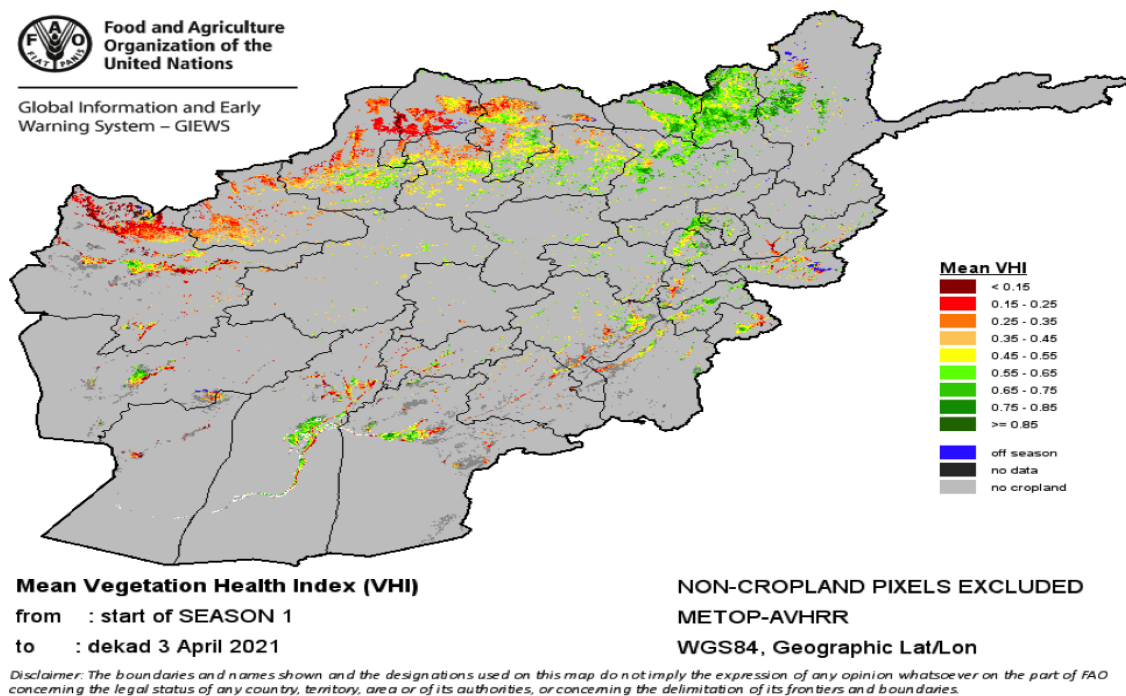 Food and Agriculture
Organization of the
United Nations
F A O
FIAT PANIS
Global Information and Early
Warning System – GIEWS
Mean VHI
< 0.15
0.15 - 0.25
0.25 - 0.35
0.35 - 0.45
0.45 - 0.55
0.55 - 0.65
0.65 - 0.75
0.75 - 0.85
>= 0.85
off season
no data
no cropland
Mean Vegetation Health Index (VHI)
from : start of SEASON 1
to : dekad 3 April 2021
NON-CROPLAND PIXELS EXCLUDED
METOP-AVHRR
WGS84, Geographic Lat/Lon
Disclaimer: The boundaries and names shown and the designations used on this map do not imply the expression of any opinion whatsoever on the part of FAO
concerning the legal status of any country, territory, area or of its authorities, or concerning the delimitation of its frontiers and boundaries.